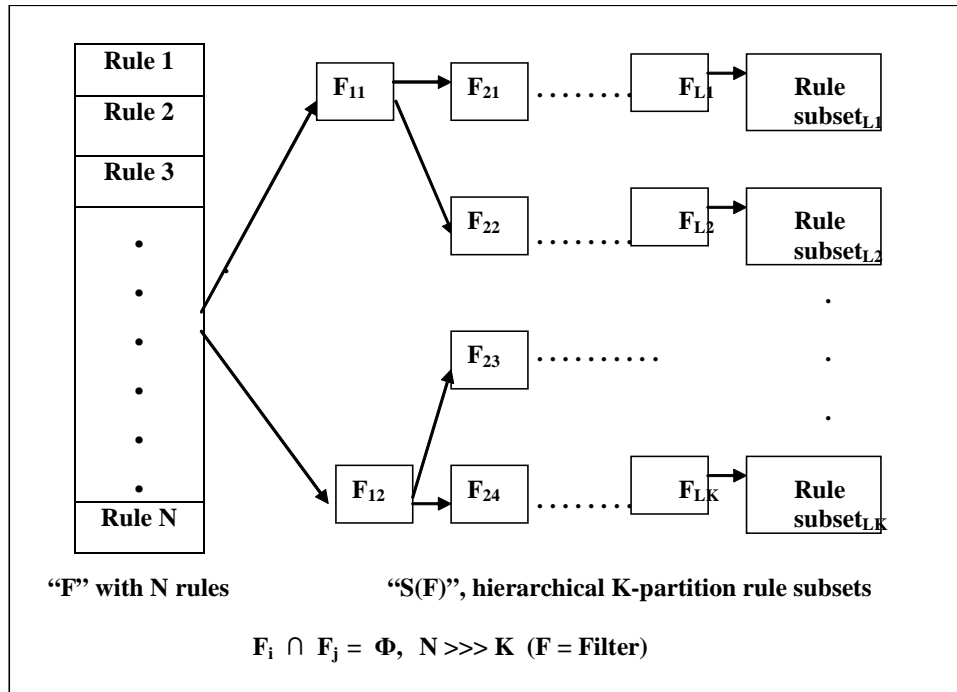 Rule 1
Rule 2
Rule 3
Rule N
F11
F21
FL1
Rule
subsetL1
F22
FL2
Rule
subsetL2
F23
F12
F24
FLK
Rule
subsetLK
“F” with N rules
“S(F)”, hierarchical K-partition rule subsets
Fi ∩ Fj = Φ, N >>> K (F = Filter)